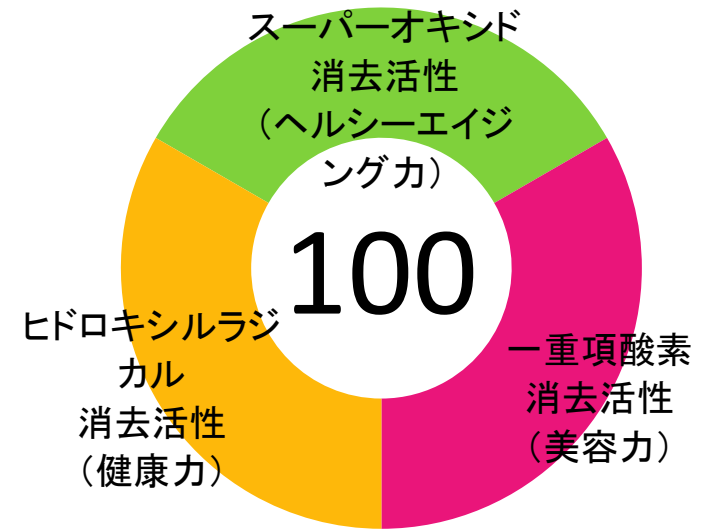 スーパーオキシド
消去活性
（ヘルシーエイジ
ング力）
100
ヒドロキシルラジ
カル
消去活性
（健康力）
一重項酸素
消去活性
（美容力）